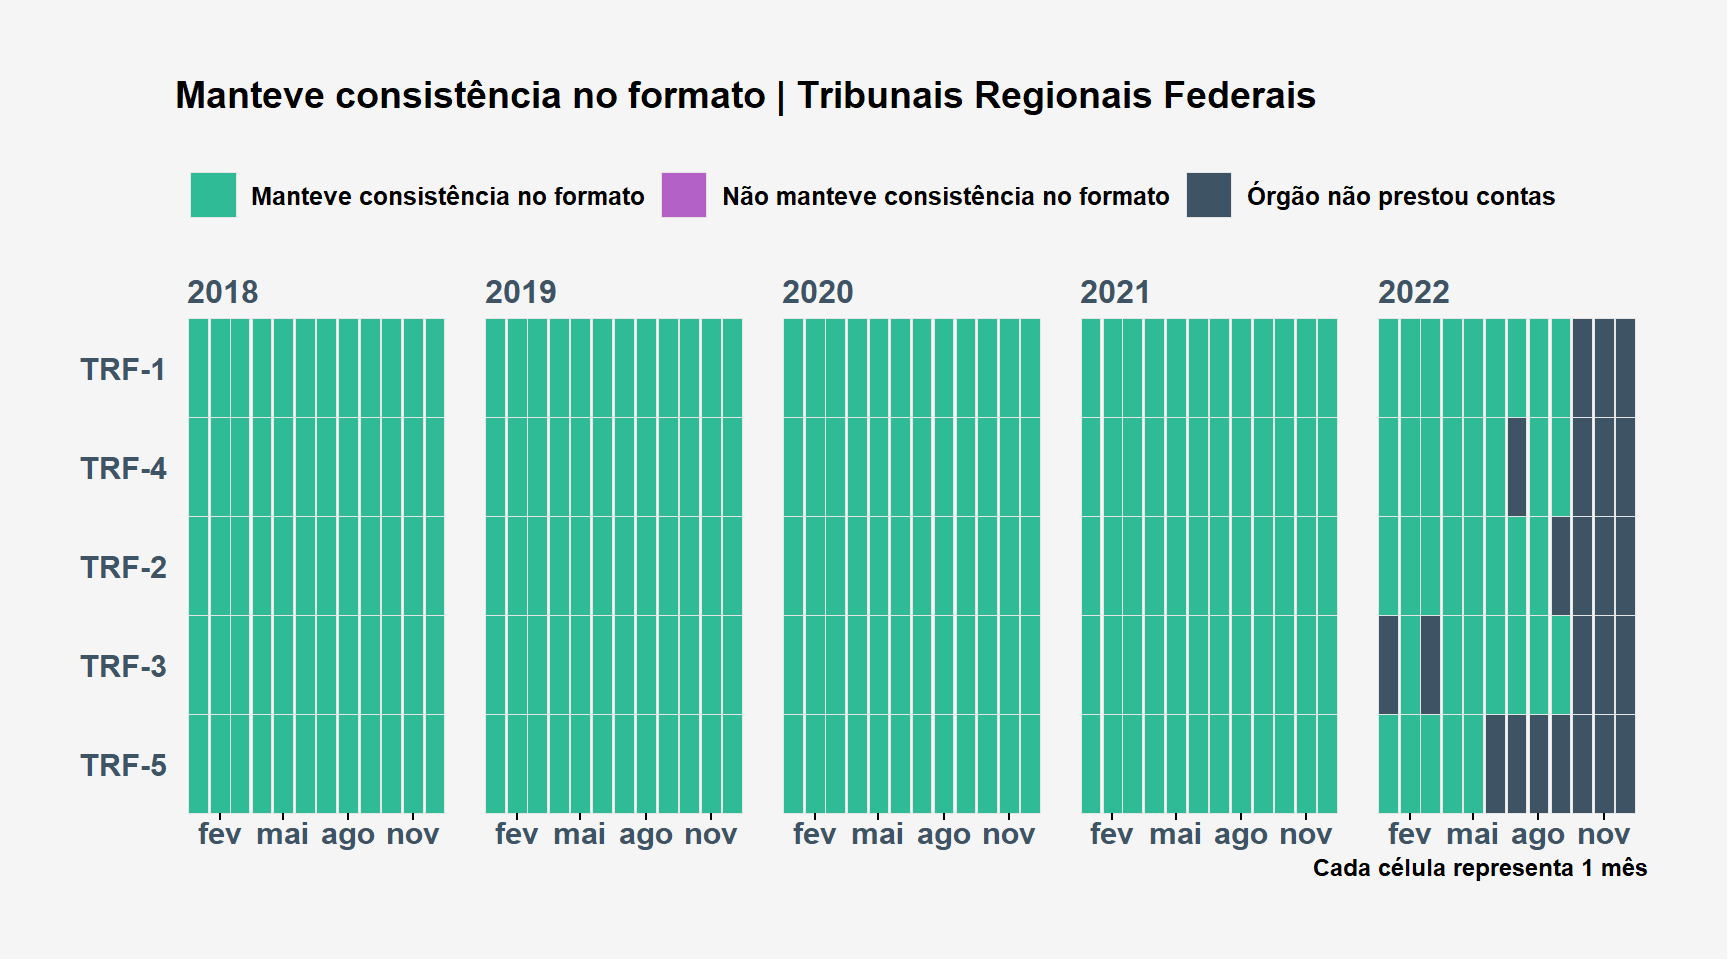 Manteve consistência no formato | Tribunais Regionais Federais
Manteve consistência no formato Não manteve consistência no formato Órgão não prestou contas
2018 2019 2020 2021 2022
TRF-1
TRF-4
TRF-2
TRF-3
TRF-5
fev mai ago nov fev mai ago nov fev mai ago nov fev mai ago nov fev mai ago nov
Cada célula representa 1 mês